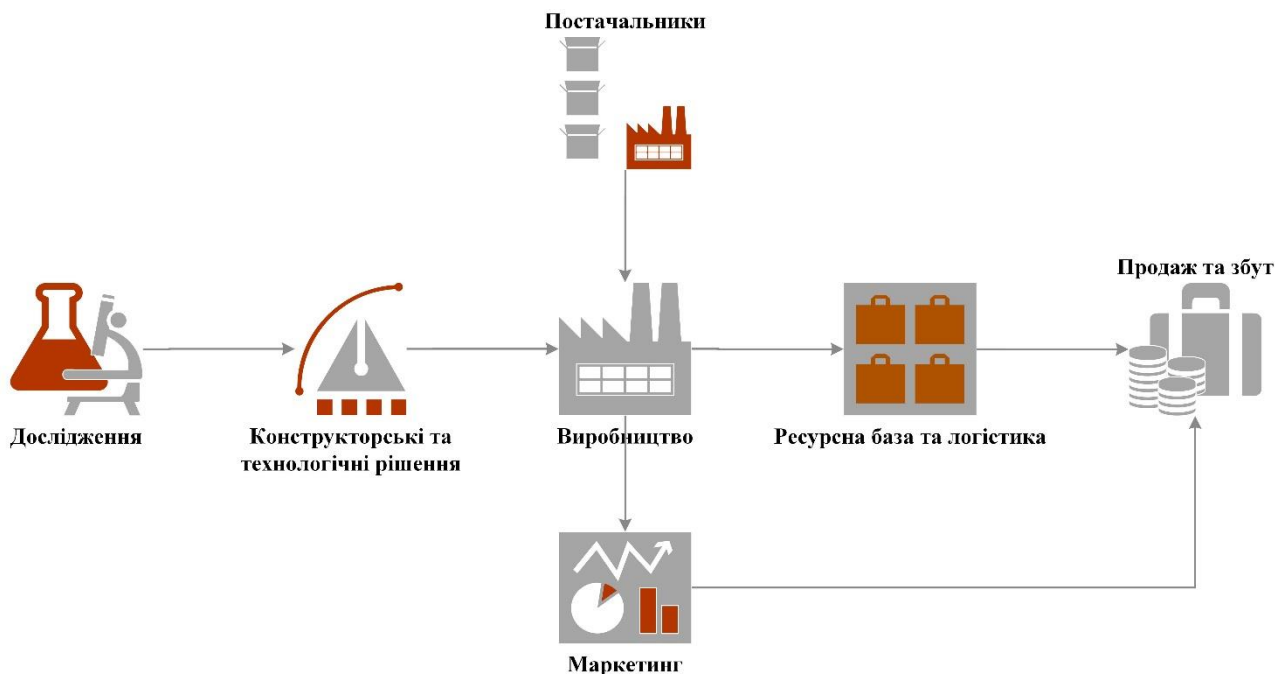 Постачальники
Продаж та збут
Дослідження
Конструкторські та
технологічні рішення
Виробництво
Ресурсна база та логістика
Маркетинг